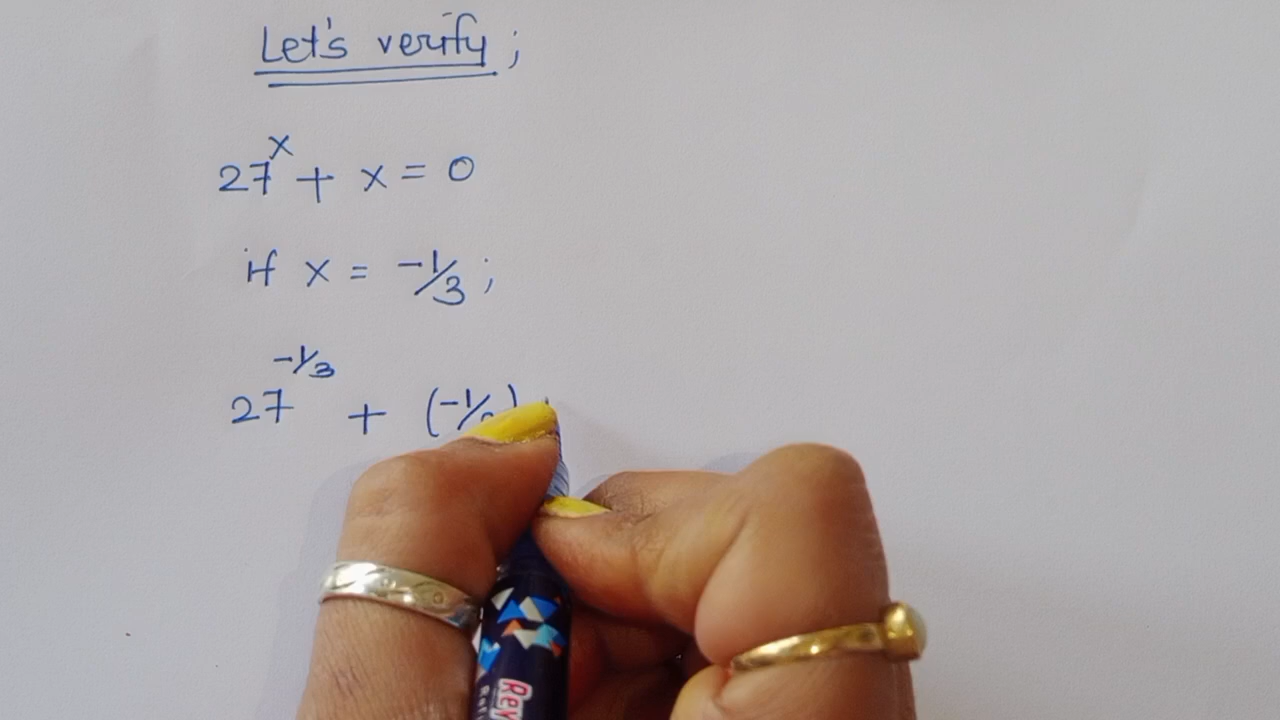 Let's verify;
27^x + x = 0
if x = -1/3;
27^-1/3 + (-1/
Rey